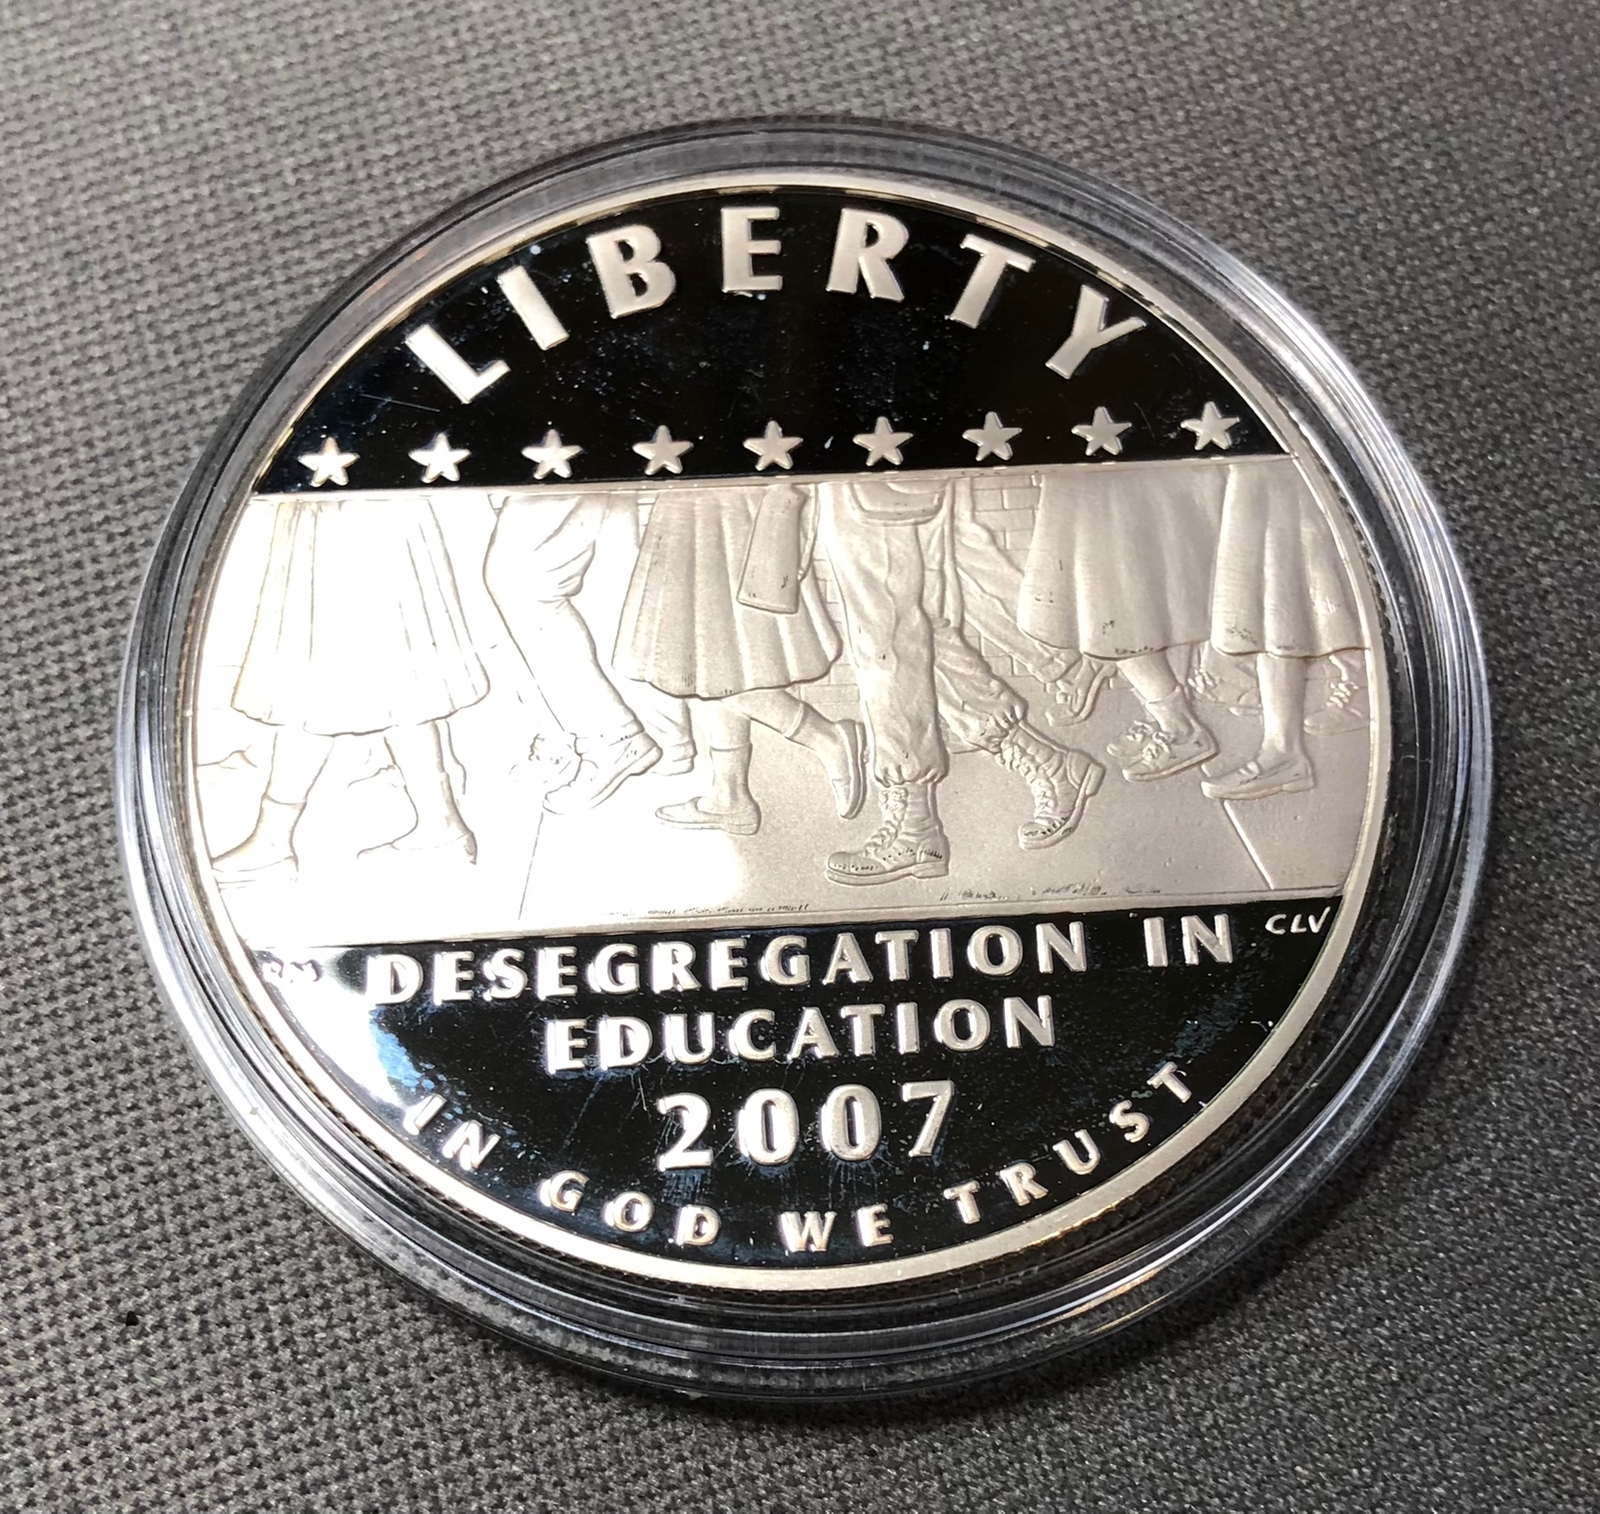 LIBERTY
DESEGREGATION IN
CLV
EDUCATION
2007
IN GOD WE TRUST